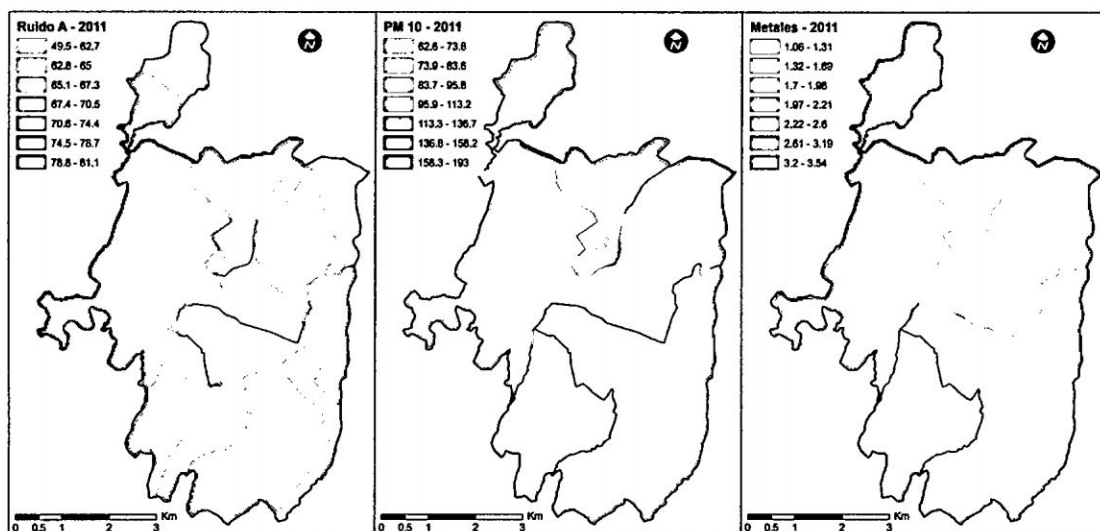 Ruido A - 2011
49.5 - 62.7
62.8 - 65
65.1 - 67.3
67.4 - 70.5
70.6 - 74.4
74.5 - 78.7
78.8 - 81.1
N
0 0.5 1 2 3 Km
PM 10 - 2011
62.6 - 73.8
73.9 - 83.6
83.7 - 95.8
95.9 - 113.2
113.3 - 136.7
136.8 - 158.2
158.3 - 193
N
0 0.5 1 2 3 Km
Metales - 2011
1.06 - 1.31
1.32 - 1.69
1.7 - 1.96
1.97 - 2.21
2.22 - 2.6
2.61 - 3.19
3.2 - 3.54
N
0 0.5 1 2 3 Km